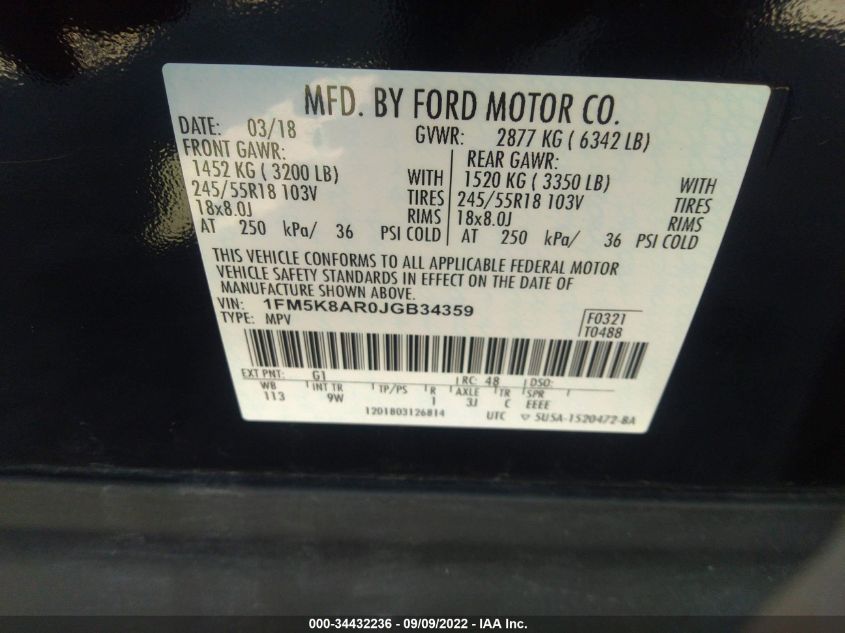 MFD. BY FORD MOTOR CO.
DATE: 03/18 GVWR: 2877 KG ( 6342 LB)
FRONT GAWR: REAR GAWR:
1452 KG ( 3200 LB) WITH 1520 KG ( 3350 LB) WITH
245/55R18 103V TIRES 245/55R18 103V TIRES
18x8.0J RIMS 18x8.0J RIMS
AT 250 kPa/ 36 PSI COLD AT 250 kPa/ 36 PSI COLD
THIS VEHICLE CONFORMS TO ALL APPLICABLE FEDERAL MOTOR
VEHICLE SAFETY STANDARDS IN EFFECT ON THE DATE OF
MANUFACTURE SHOWN ABOVE.
VIN: 1FM5K8AR0JGB34359 F0321
TYPE: MPV T0488
EXT PNT: G1 RC: 48 DSO:
WB INT TR TP/PS R AXLE TR SPR
113 9W 1 3J C EEEE
1201803126814 UTC ▽ SUSA-1520472-BA
000-34432236 - 09/09/2022 - IAA Inc.